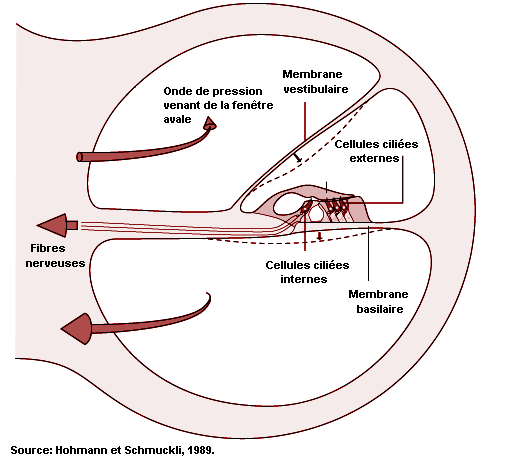 Onde de pression
venant de la fenêtre
avale
Membrane
vestibulaire
Cellules ciliées
externes
Fibres
nerveuses
Cellules ciliées
internes
Membrane
basilaire
Source: Hohmann et Schmuckli, 1989.